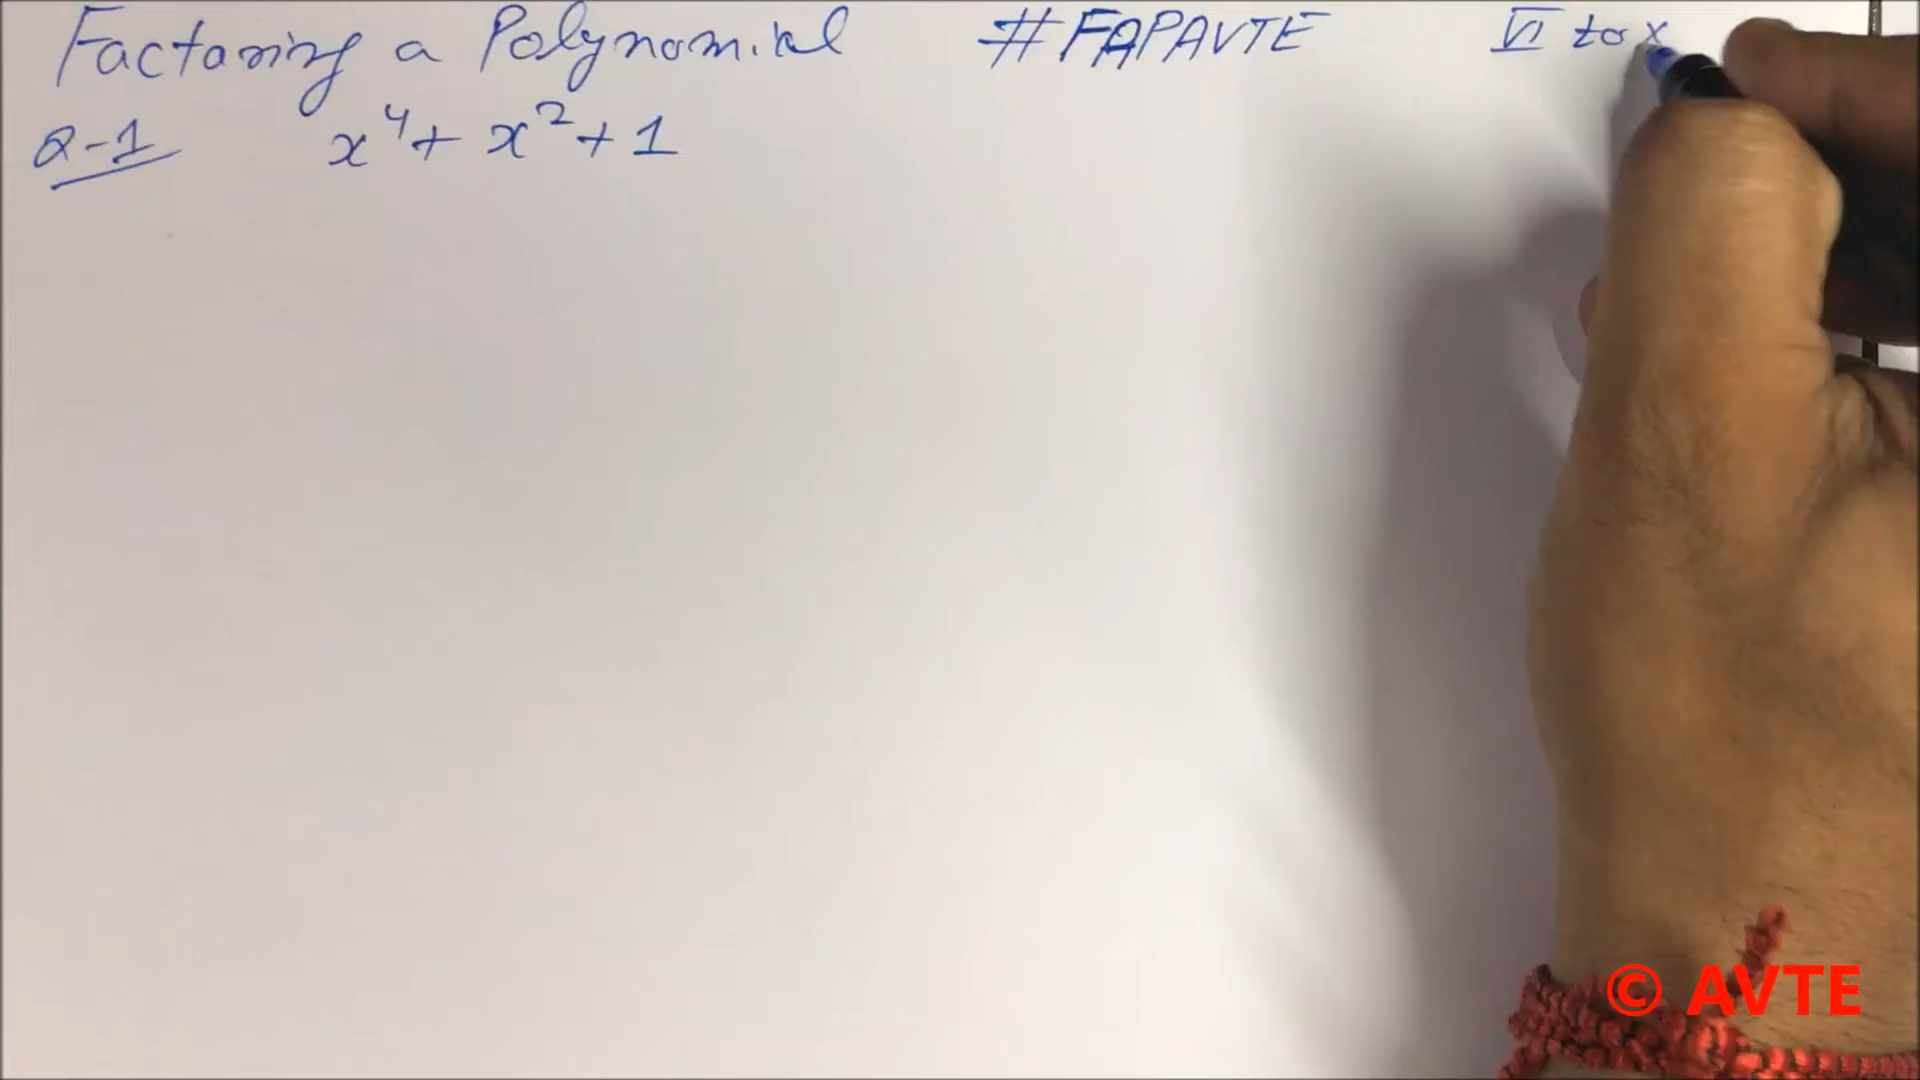 Factoring a Polynomial #FAPAVTE VI to X
Q-1 x⁴ + x² + 1
© AVTE